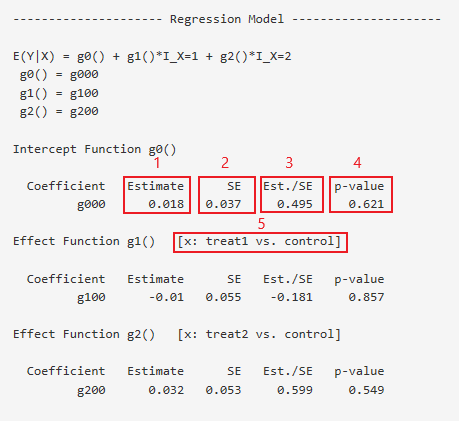 --------------------- Regression Model ---------------------
E(Y|X) = g0() + g1()*I_X=1 + g2()*I_X=2
g0() = g000
g1() = g100
g2() = g200
Intercept Function g0()
1 2 3 4
Coefficient Estimate SE Est./SE p-value
g000 0.018 0.037 0.495 0.621
5
Effect Function g1() [x: treat1 vs. control]
Coefficient Estimate SE Est./SE p-value
g100 -0.01 0.055 -0.181 0.857
Effect Function g2() [x: treat2 vs. control]
Coefficient Estimate SE Est./SE p-value
g200 0.032 0.053 0.599 0.549